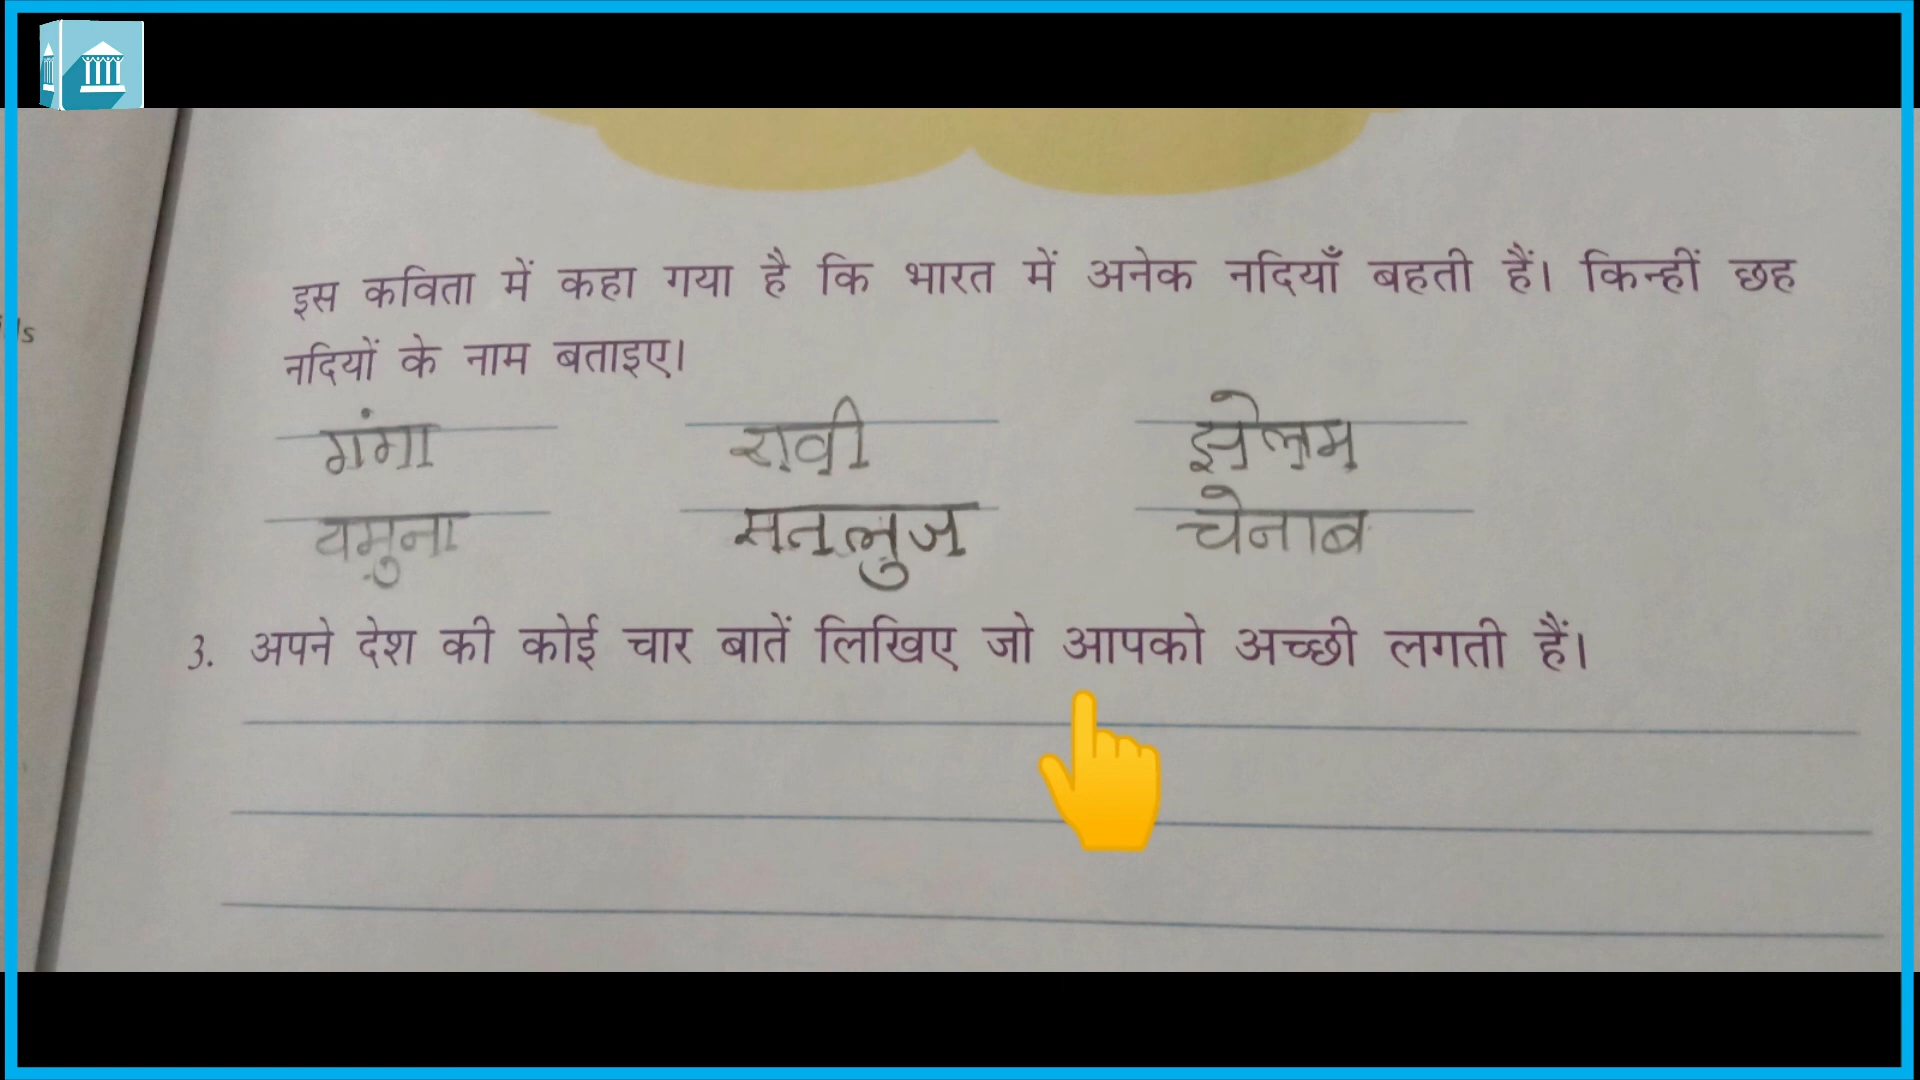 इस कविता में कहा गया है कि भारत में अनेक नदियाँ बहती हैं। किन्हीं छह
नदियों के नाम बताइए।
गंगा रावी झेलम
यमुना सतलुज चेनाब
3. अपने देश की कोई चार बातें लिखिए जो आपको अच्छी लगती हैं।